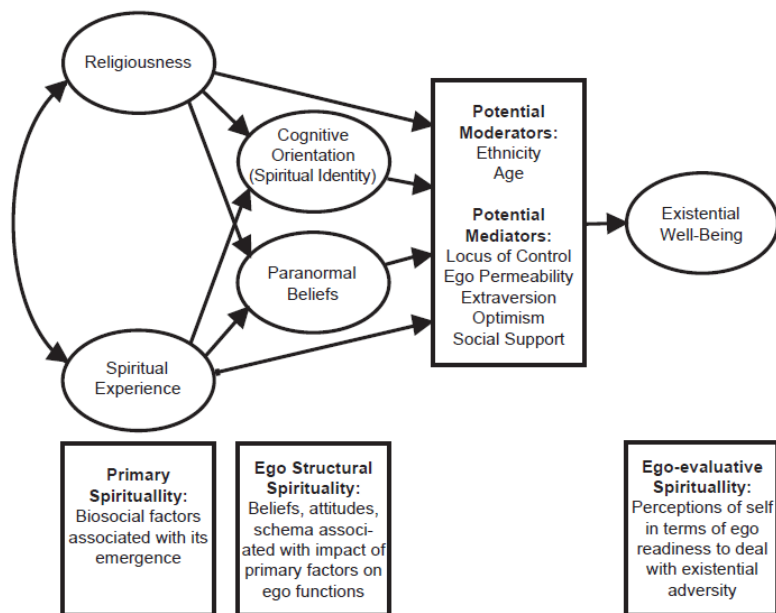 Religiousness
Cognitive
Orientation
(Spiritual Identity)
Paranormal
Beliefs
Spiritual
Experience
Potential
Moderators:
Ethnicity
Age
Potential
Mediators:
Locus of Control
Ego Permeability
Extraversion
Optimism
Social Support
Existential
Well-Being
Primary
Spirituallity:
Biosocial factors
associated with its
emergence
Ego Structural
Spirituality:
Beliefs, attitudes,
schema associ-
ated with impact of
primary factors on
ego functions
Ego-evaluative
Spirituallity:
Perceptions of self
in terms of ego
readiness to deal
with existential
adversity